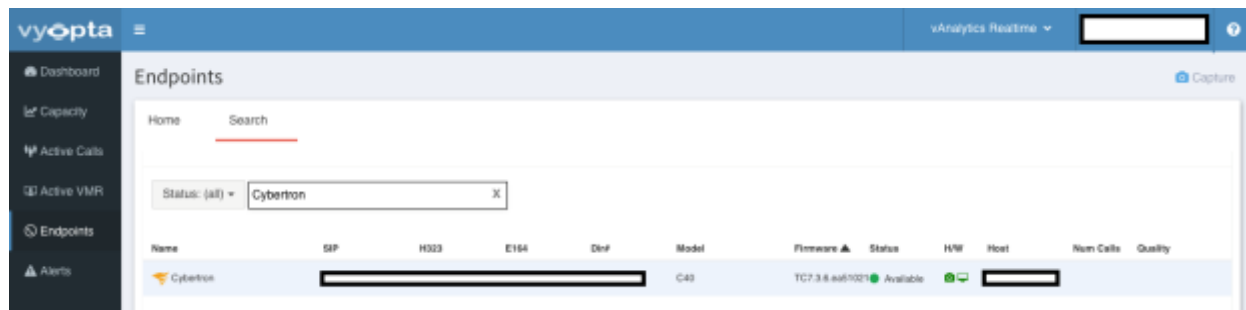 vyopta vAnalytics Realtime
Dashboard
Endpoints
Capture
Capacity
Home Search
Active Calls
Active VMR
Status: (all) Cybertron X
Endpoints
Name SIP H323 E164 Dir# Model Firmware Status H/W Host Num Calls Quality
Alerts
Cybertron C40 Available